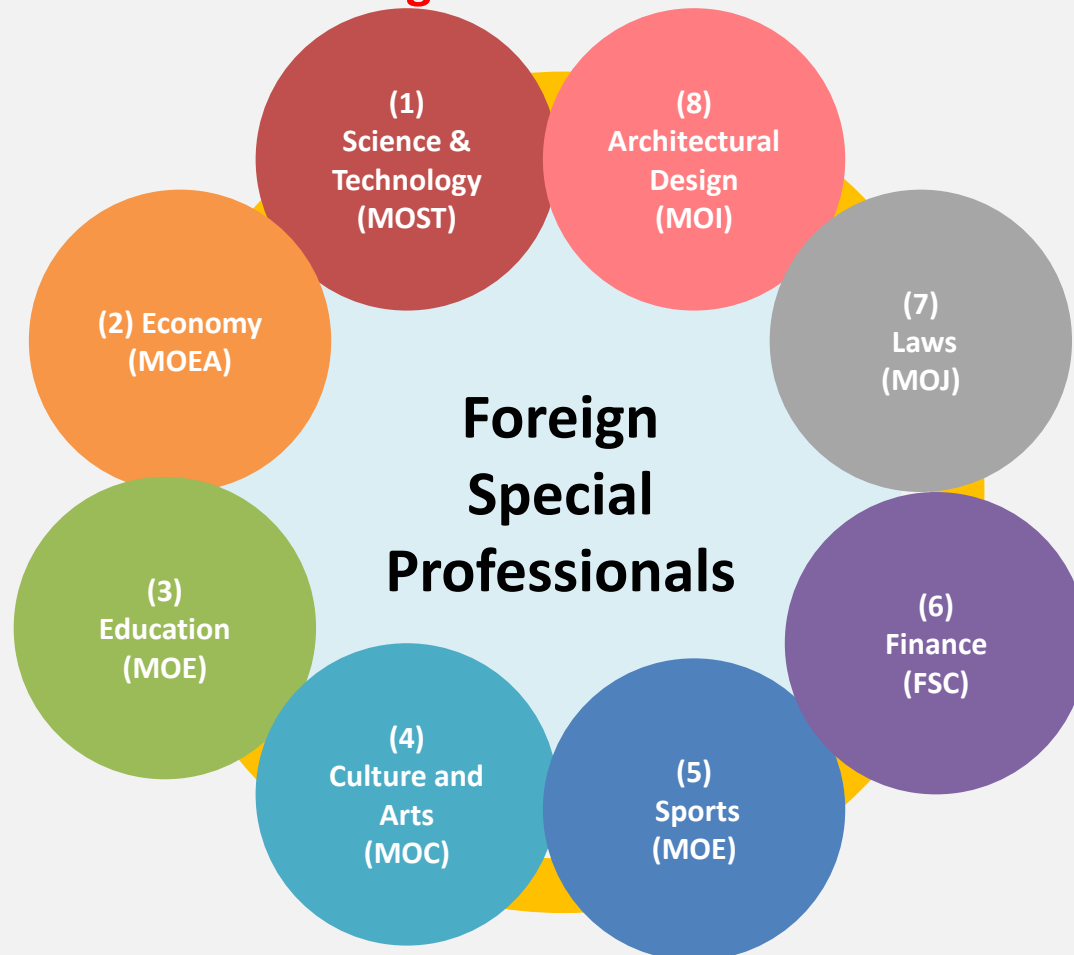 (1)
Science &
Technology
(MOST)
(8)
Architectural
Design
(MOI)
(2) Economy
(MOEA)
(7)
Laws
(MOJ)
Foreign
Special
Professionals
(3)
Education
(MOE)
(6)
Finance
(FSC)
(4)
Culture and
Arts
(MOC)
(5)
Sports
(MOE)